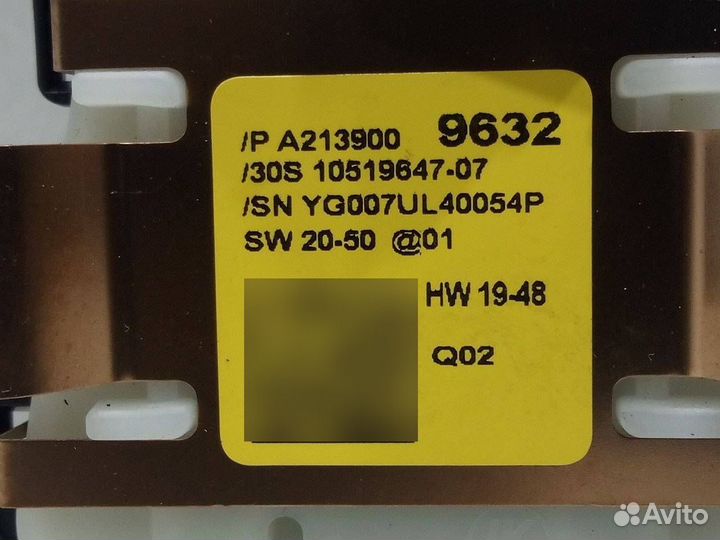 /P A213900 9632
/30S 10519647-07
/SN YG007UL40054P
SW 20-50 @01
HW 19-48
Q02
Avito